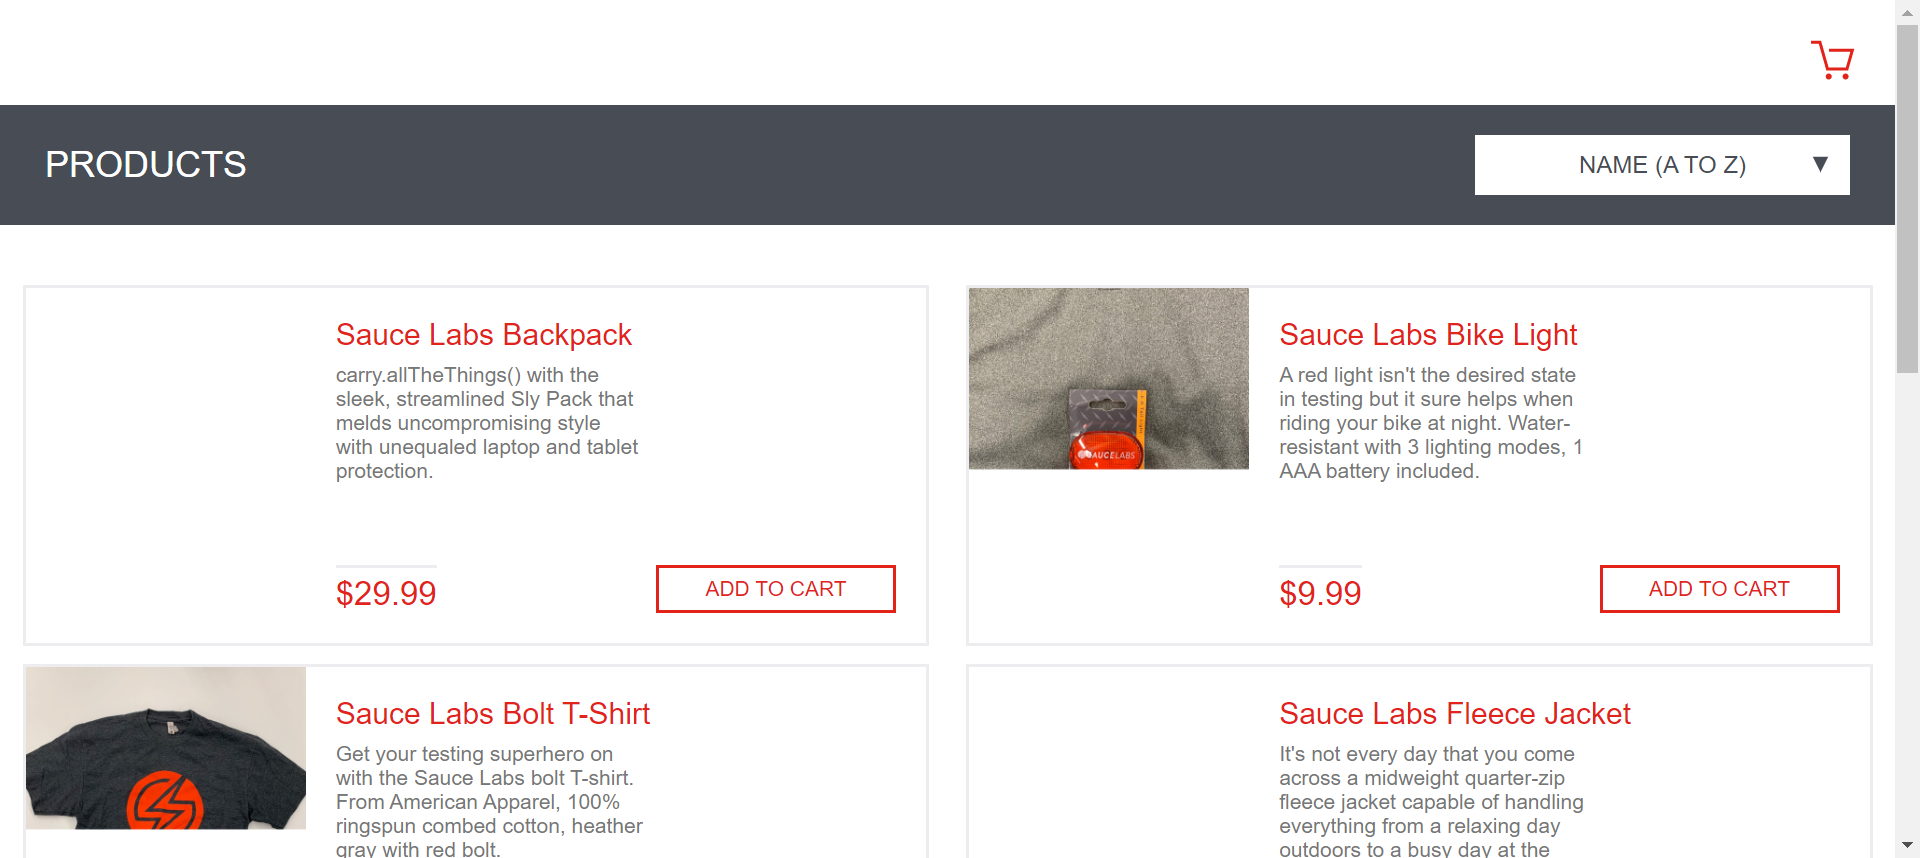 PRODUCTS
NAME (A TO Z)
Sauce Labs Backpack
carry.allTheThings() with the
sleek, streamlined Sly Pack that
melds uncompromising style
with unequaled laptop and tablet
protection.
$29.99
ADD TO CART
Sauce Labs Bike Light
A red light isn't the desired state
in testing but it sure helps when
riding your bike at night. Water-
resistant with 3 lighting modes, 1
AAA battery included.
SAUCELABS
$9.99
ADD TO CART
Sauce Labs Bolt T-Shirt
Get your testing superhero on
with the Sauce Labs bolt T-shirt.
From American Apparel, 100%
ringspun combed cotton, heather
gray with red bolt.
Sauce Labs Fleece Jacket
It's not every day that you come
across a midweight quarter-zip
fleece jacket capable of handling
everything from a relaxing day
outdoors to a busy day at the